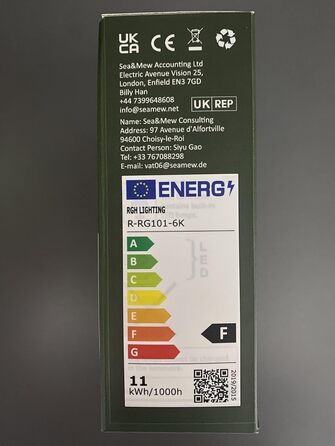 UK
CA
CE
Sea&Mew Accounting Ltd
Electric Avenue Vision 25,
London, Enfield EN3 7GD
Billy Han
+44 7399648608
info@seamew.net
UK REP
Name: Sea&Mew Consulting
Address: 97 Avenue d'Alfortville
94600 Choisy-le-Roi
Contact Person: Siyu Gao
Tel: +33 767088298
E-mail: vat06@seamew.de
ENERG
RGH LIGHTING
R-RG101-6K
A
B
C
D
E
F
G
LED
F
11
kWh/1000h
2019/2015